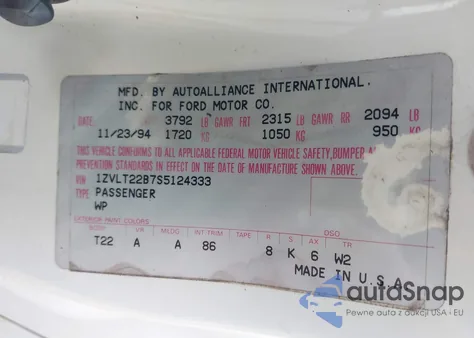 MFD. BY AUTOALLIANCE INTERNATIONAL.
INC. FOR FORD MOTOR CO.
DATE 3792 LB GAWR FRT 2315 LB GAWR RR 2094 LB
11/23/94 1720 KG 1050 KG 950 KG
THIS VEHICLE CONFORMS TO ALL APPLICABLE FEDERAL MOTOR VEHICLE SAFETY, BUMPER
PREVENTION STANDARDS IN EFFECT ON THE DATE OF MANUFACTURE SHOWN ABOVE.
VIN 1ZVLT22B7S5124333
TYPE PASSENGER
WP
EXTERIOR PAINT COLORS DSO
VR MLDG INT TRIM TAPE R S AX TR
T22 A A 86 8 K 6 W2
MADE IN U.S.A.
autoSnap
Pewne auto z aukcji USA i EU